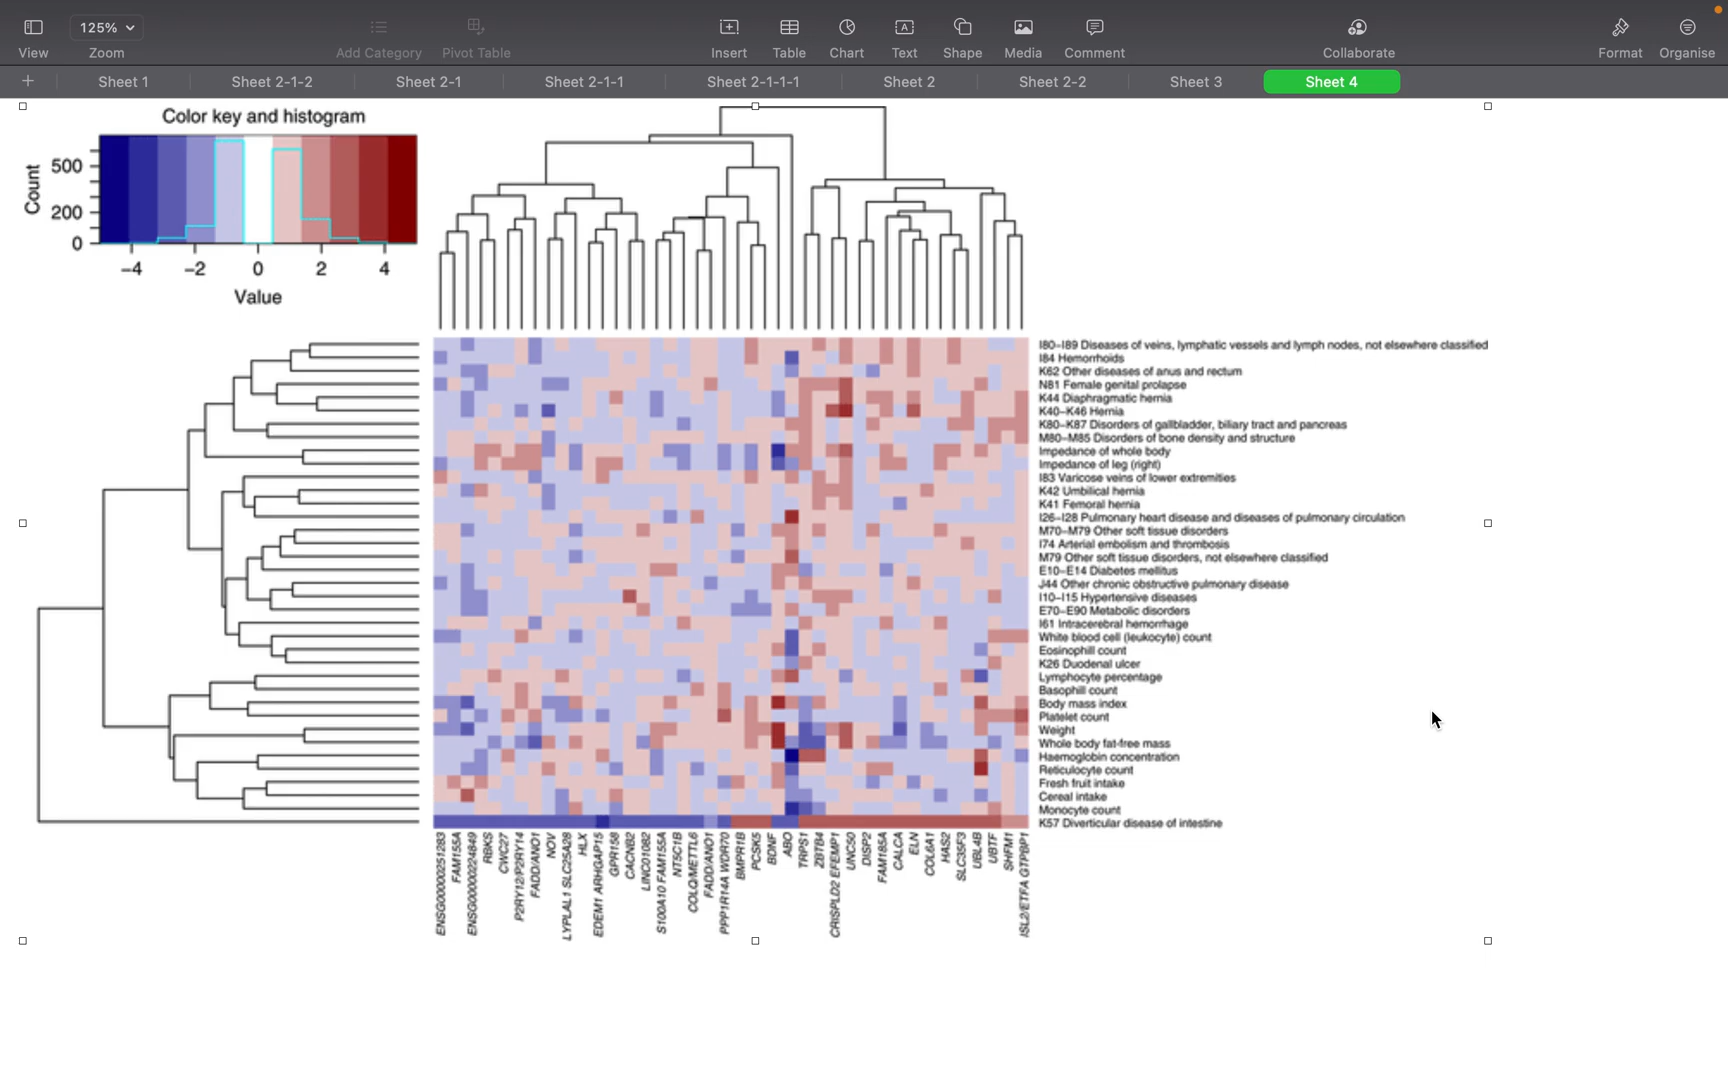 125%
View
Zoom
Add Category
Pivot Table
Insert
Table
Chart
Text
Shape
Media
Comment
Collaborate
Format
Organise
Sheet 1
Sheet 2-1-2
Sheet 2-1
Sheet 2-1-1
Sheet 2-1-1-1
Sheet 2
Sheet 2-2
Sheet 3
Sheet 4
Color key and histogram
Count
500
200
0
−4
−2
0
2
4
Value
I80–I89 Diseases of veins, lymphatic vessels and lymph nodes, not elsewhere classified
I84 Hemorrhoids
K62 Other diseases of anus and rectum
N81 Female genital prolapse
K44 Diaphragmatic hernia
K40–K46 Hernia
K80–K87 Disorders of gallbladder, biliary tract and pancreas
M80–M85 Disorders of bone density and structure
Impedance of whole body
Impedance of leg (right)
I83 Varicose veins of lower extremities
K42 Umbilical hernia
K41 Femoral hernia
I26–I28 Pulmonary heart disease and diseases of pulmonary circulation
M70–M79 Other soft tissue disorders
I74 Arterial embolism and thrombosis
M79 Other soft tissue disorders, not elsewhere classified
E10–E14 Diabetes mellitus
J44 Other chronic obstructive pulmonary disease
I10–I15 Hypertensive diseases
E70–E90 Metabolic disorders
I61 Intracerebral hemorrhage
White blood cell (leukocyte) count
Eosinophill count
K26 Duodenal ulcer
Lymphocyte percentage
Basophill count
Body mass index
Platelet count
Weight
Whole body fat-free mass
Haemoglobin concentration
Reticulocyte count
Fresh fruit intake
Cereal intake
Monocyte count
K57 Diverticular disease of intestine
ENSG00000251283
FAM155A
ENSG00000224849
RBKS
CWC27
P2RY12/P2RY14
FADD/ANO1
NOV
LYPLAL1 SLC25A28
HLX
EDEM1 ARHGAP15
GPR158
CACNB2
LINC01082
S100A10 FAM155A
NT5C1B
COLQ/METTL6
FADD/ANO1
PPP1R14A WDR70
BMPR1B
PCSK5
BDNF
ABO
TRPS1
ZBTB4
CRISPLD2 EFEMP1
UNC50
DISP2
FAM185A
CALCA
ELN
COL6A1
HAS2
SLC35F3
UBL4B
UBTF
SHFM1
ISL2/ETFA GTPBP1